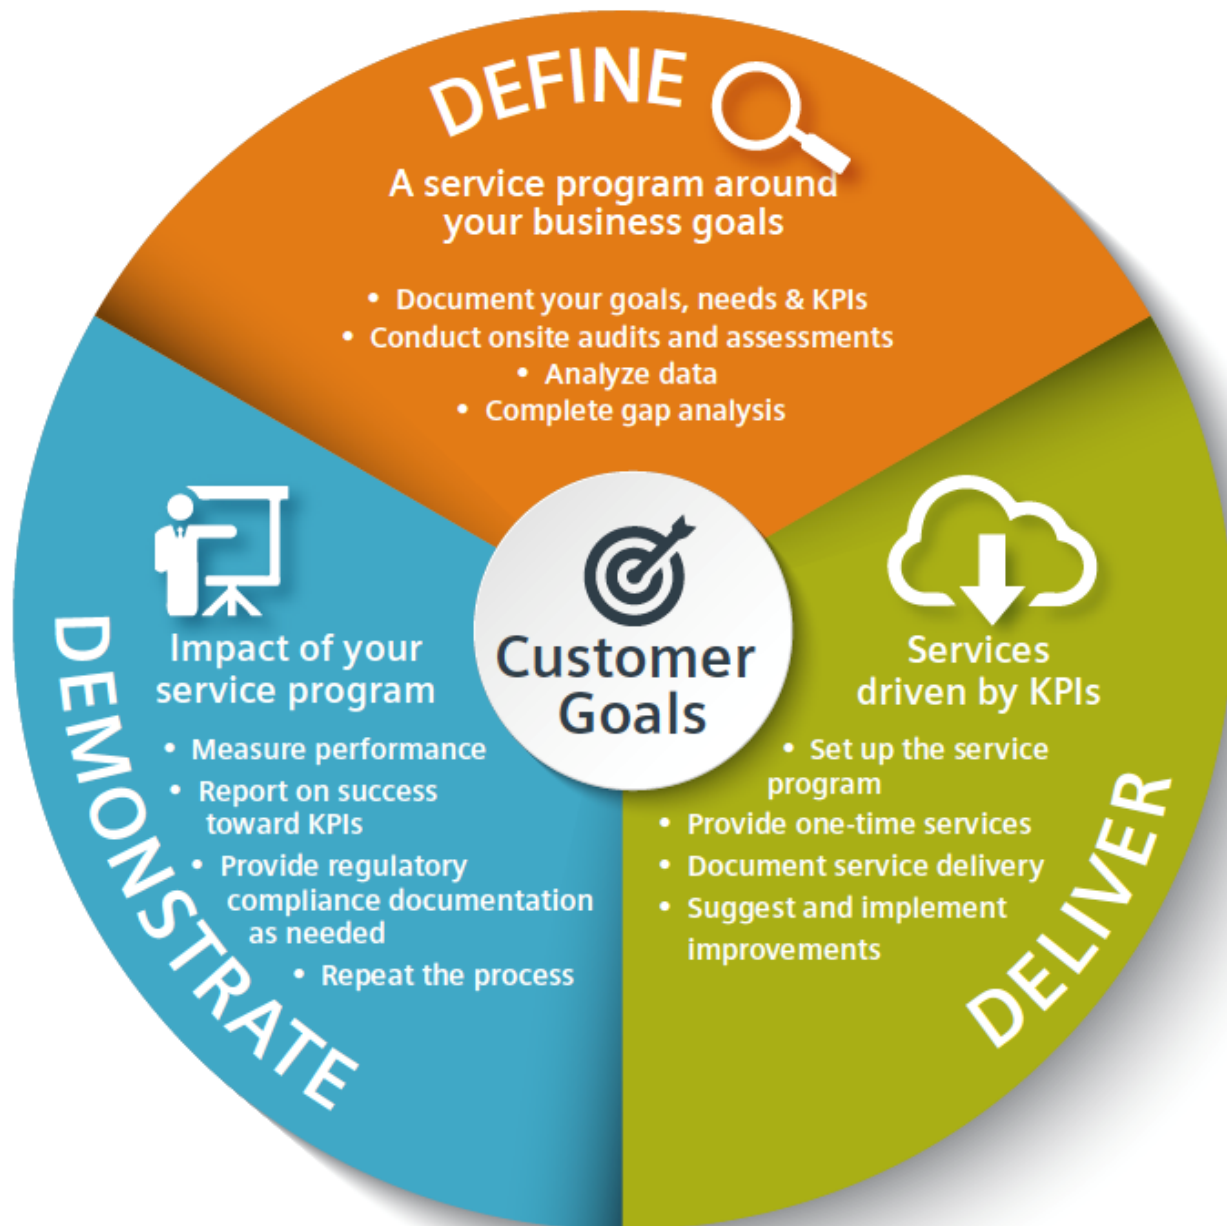 DEFINE
A service program around
your business goals
• Document your goals, needs & KPIs
• Conduct onsite audits and assessments
• Analyze data
• Complete gap analysis
Customer
Goals
DELIVER
Services
driven by KPIs
• Set up the service
program
• Provide one-time services
• Document service delivery
• Suggest and implement
improvements
DEMONSTRATE
Impact of your
service program
• Measure performance
• Report on success
toward KPIs
• Provide regulatory
compliance documentation
as needed
• Repeat the process